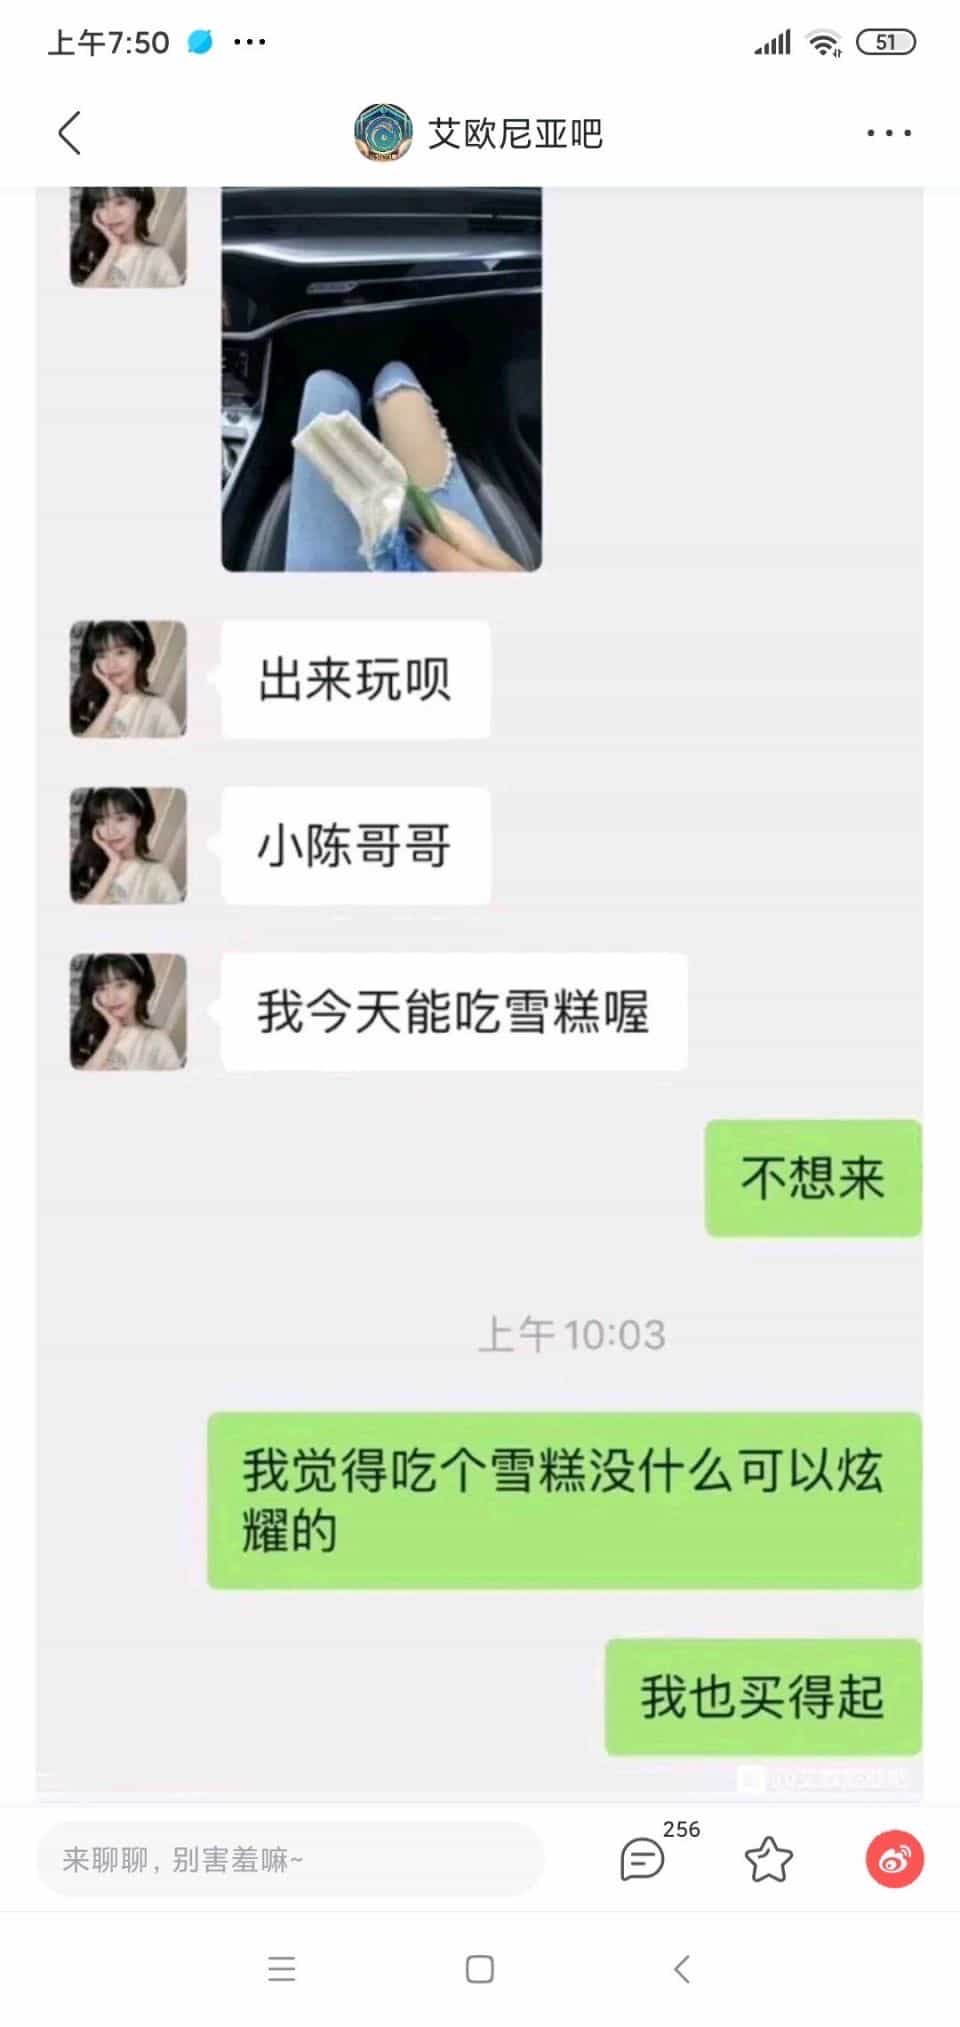 上午7:50
51
艾欧尼亚吧
出来玩呗
小陈哥哥
我今天能吃雪糕喔
不想来
上午10:03
我觉得吃个雪糕没什么可以炫
耀的
我也买得起
来聊聊，别害羞嘛~
256